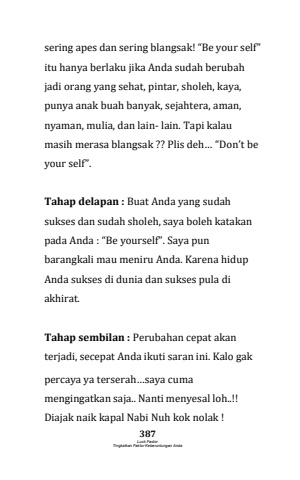 sering apes dan sering blangsak! “Be your self”
itu hanya berlaku jika Anda sudah berubah
jadi orang yang sehat, pintar, sholeh, kaya,
punya anak buah banyak, sejahtera, aman,
nyaman, mulia, dan lain- lain. Tapi kalau
masih merasa blangsak ?? Plis deh… “Don’t be
your self”.
Tahap delapan : Buat Anda yang sudah
sukses dan sudah sholeh, saya boleh katakan
pada Anda : “Be yourself”. Saya pun
barangkali mau meniru Anda. Karena hidup
Anda sukses di dunia dan sukses pula di
akhirat.
Tahap sembilan : Perubahan cepat akan
terjadi, secepat Anda ikuti saran ini. Kalo gak
percaya ya terserah…saya cuma
mengingatkan saja.. Nanti menyesal loh..!!
Diajak naik kapal Nabi Nuh kok nolak !
387
Luck Factor
Tingkatkan Faktor Keberuntungan Anda